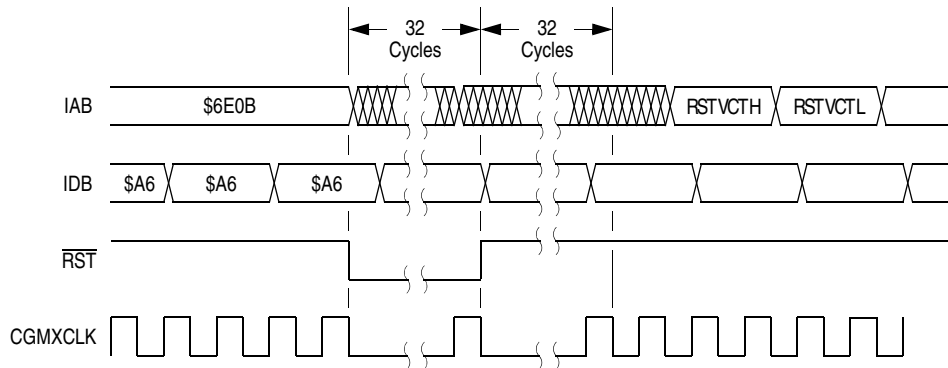 32
Cycles
32
Cycles
IAB
$6E0B
RSTVCTH
RSTVCTL
IDB
$A6
$A6
$A6
RST
CGMXCLK